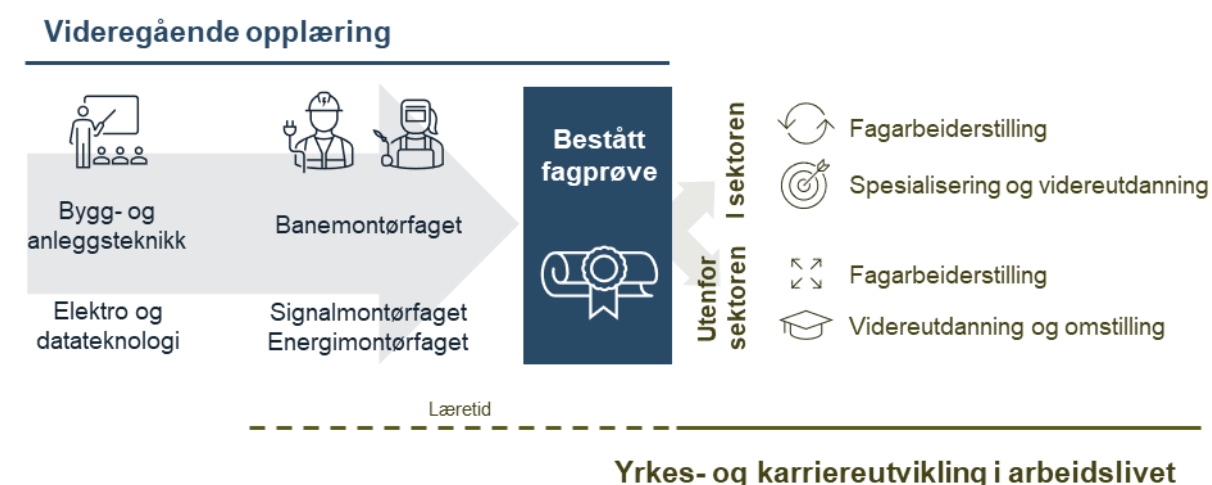 Videregående opplæring
Bygg- og
anleggsteknikk
Elektro og
datateknologi
Banemontørfaget
Signalmontørfaget
Energimontørfaget
Bestått
fagprøve
I sektoren
Fagarbeiderstilling
Spesialisering og videreutdanning
Utenfor
sektoren
Fagarbeiderstilling
Videreutdanning og omstilling
Læretid
Yrkes- og karriereutvikling i arbeidslivet